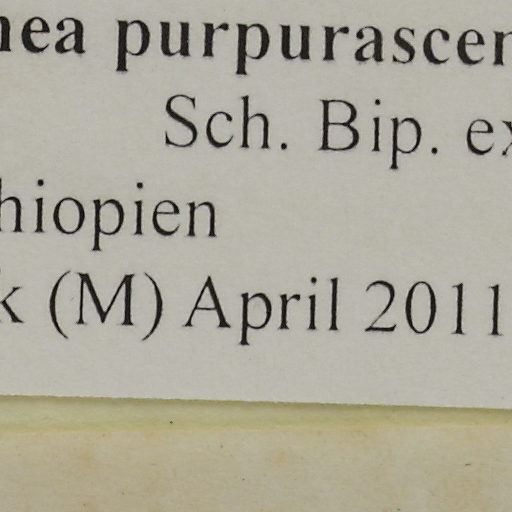 nea purpurascen
Sch. Bip. ex
hiopien
k (M) April 2011